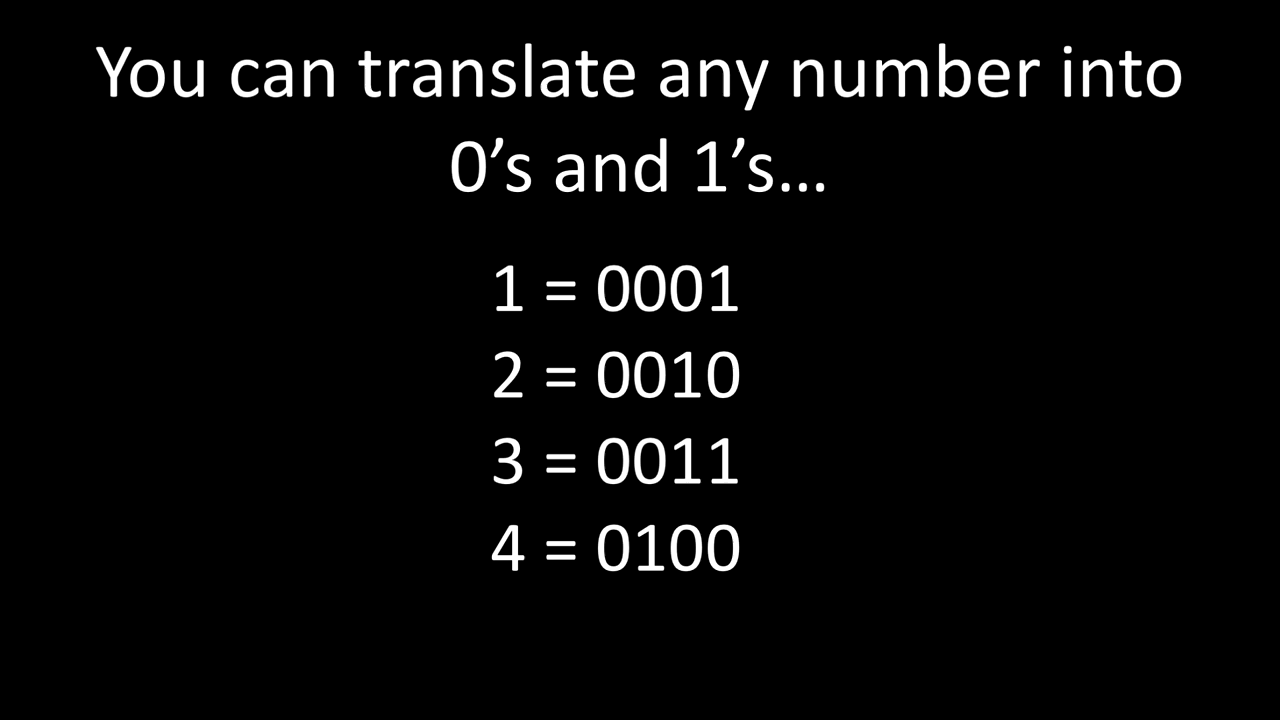 You can translate any number into
0’s and 1’s…
1 = 0001
2 = 0010
3 = 0011
4 = 0100